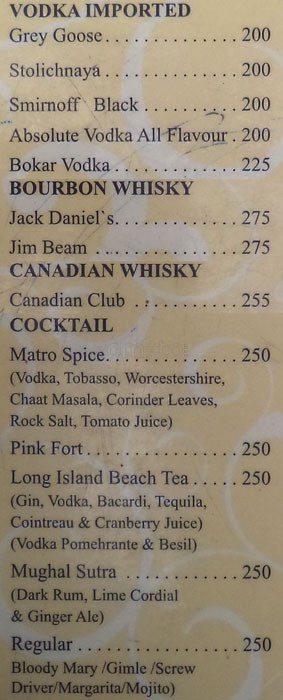 VODKA IMPORTED
Grey Goose............. 200
Stolichnaya ............. 200
Smirnoff Black ......... 200
Absolute Vodka All Flavour . 200
Bokar Vodka ............ 225
BOURBON WHISKY
Jack Daniel`s............ 275
Jim Beam .............. 275
CANADIAN WHISKY
Canadian Club .......... 255
COCKTAIL
Matro Spice............. 250
(Vodka, Tobasso, Worcestershire,
Chaat Masala, Corinder Leaves,
Rock Salt, Tomato Juice)
Pink Fort............... 250
Long Island Beach Tea ..... 250
(Gin, Vodka, Bacardi, Tequila,
Cointreau & Cranberry Juice)
(Vodka Pomehrante & Besil)
Mughal Sutra ........... 250
(Dark Rum, Lime Cordial
& Ginger Ale)
Regular ................ 250
Bloody Mary /Gimle /Screw
Driver/Margarita/Mojito)